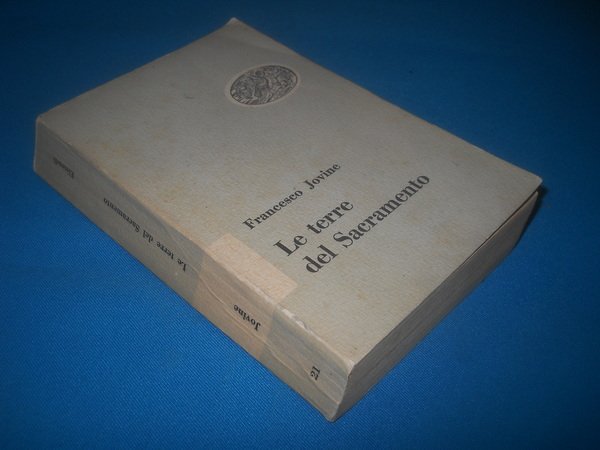 Francesco Jovine
Le terre
del Sacramento
Einaudi
Le terre del Sacramento
Jovine
21